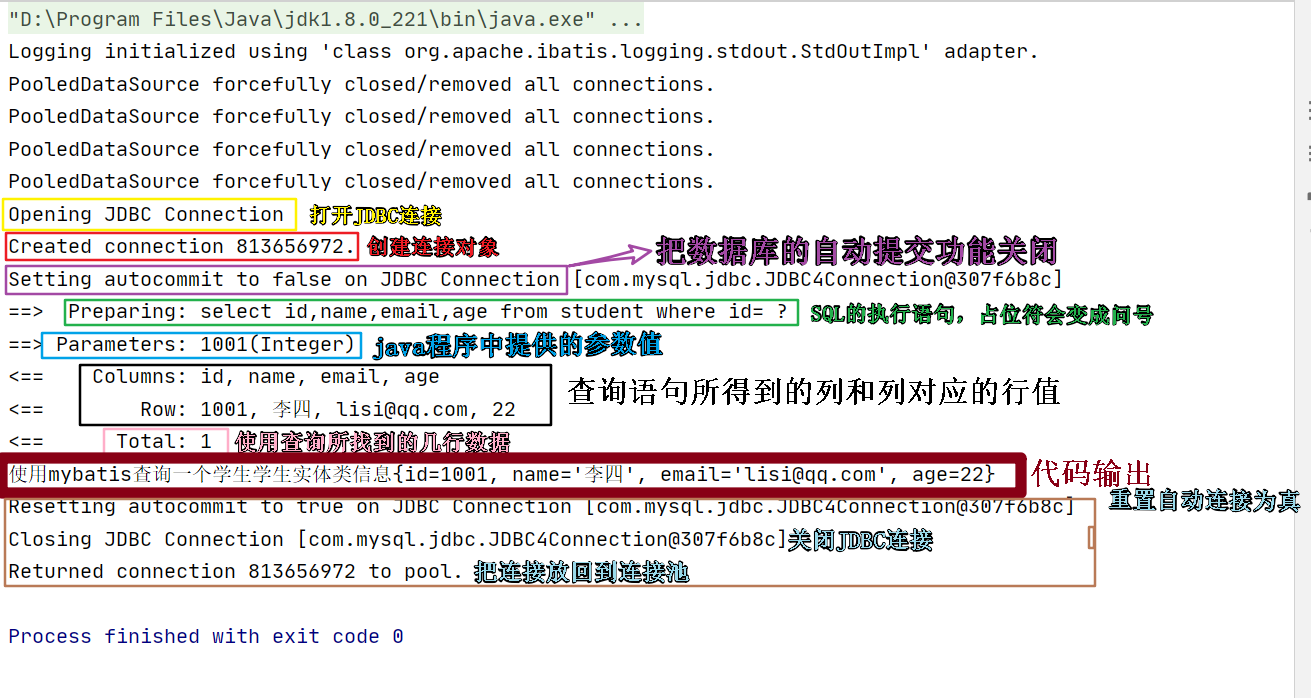 "D:\Program Files\Java\jdk1.8.0_221\bin\java.exe" ...
Logging initialized using 'class org.apache.ibatis.logging.stdout.StdOutImpl' adapter.
PooledDataSource forcefully closed/removed all connections.
PooledDataSource forcefully closed/removed all connections.
PooledDataSource forcefully closed/removed all connections.
PooledDataSource forcefully closed/removed all connections.
Opening JDBC Connection 打开JDBC连接
Created connection 813656972. 创建连接对象
把数据库的自动提交功能关闭
Setting autocommit to false on JDBC Connection [com.mysql.jdbc.JDBC4Connection@307f6b8c]
==> Preparing: select id,name,email,age from student where id= ? SQL的执行语句，占位符会变成问号
==> Parameters: 1001(Integer) java程序中提供的参数值
<== Columns: id, name, email, age
查询语句所得到的列和列对应的行值
<== Row: 1001, 李四, lisi@qq.com, 22
<== Total: 1 使用查询所找到的几行数据
使用mybatis查询一个学生学生实体类信息{id=1001, name='李四', email='lisi@qq.com', age=22} 代码输出
Resetting autocommit to true on JDBC Connection [com.mysql.jdbc.JDBC4Connection@307f6b8c] 重置自动连接为真
Closing JDBC Connection [com.mysql.jdbc.JDBC4Connection@307f6b8c]关闭JDBC连接
Returned connection 813656972 to pool. 把连接放回到连接池
Process finished with exit code 0